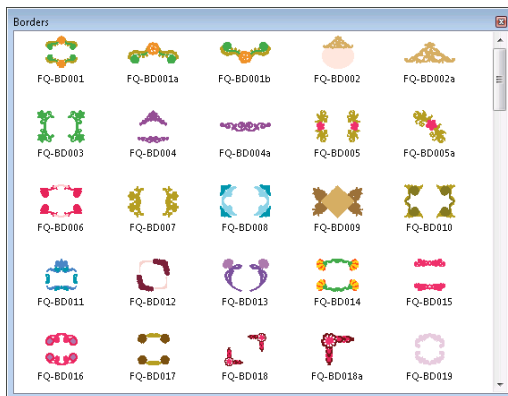 Borders
FQ-BD001 FQ-BD001a FQ-BD001b FQ-BD002 FQ-BD002a
FQ-BD003 FQ-BD004 FQ-BD004a FQ-BD005 FQ-BD005a
FQ-BD006 FQ-BD007 FQ-BD008 FQ-BD009 FQ-BD010
FQ-BD011 FQ-BD012 FQ-BD013 FQ-BD014 FQ-BD015
FQ-BD016 FQ-BD017 FQ-BD018 FQ-BD018a FQ-BD019